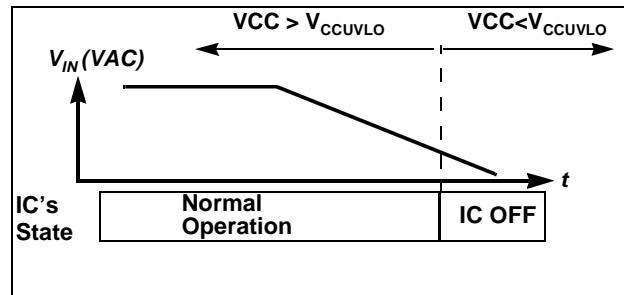 VCC > VCCUVLO
VCC<VCCUVLO
VIN (VAC)
t
IC's
State
Normal
Operation
IC OFF